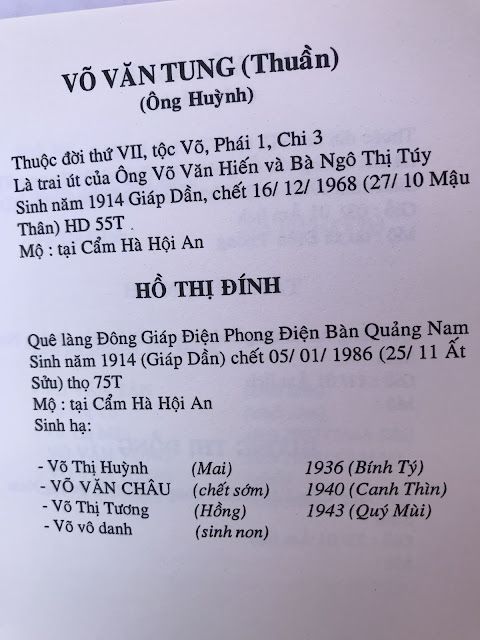 VÕ VĂN TUNG (Thuần)
(Ông Huỳnh)
Thuộc đời thứ VII, tộc Võ, Phái 1, Chi 3
Là trai út của Ông Võ Văn Hiến và Bà Ngô Thị Túy
Sinh năm 1914 Giáp Dần, chết 16/ 12/ 1968 (27/ 10 Mậu
Thân) HD 55T
Mộ : tại Cẩm Hà Hội An
HỒ THỊ ĐÍNH
Quê làng Đông Giáp Điện Phong Điện Bàn Quảng Nam
Sinh năm 1914 (Giáp Dần) chết 05/ 01/ 1986 (25/ 11 Ất
Sửu) thọ 75T
Mộ : tại Cẩm Hà Hội An
Sinh hạ:
- Võ Thị Huỳnh (Mai) 1936 (Bính Tý)
- VÕ VĂN CHÂU (chết sớm) 1940 (Canh Thìn)
- Võ Thị Tương (Hồng) 1943 (Quý Mùi)
- Võ vô danh (sinh non)